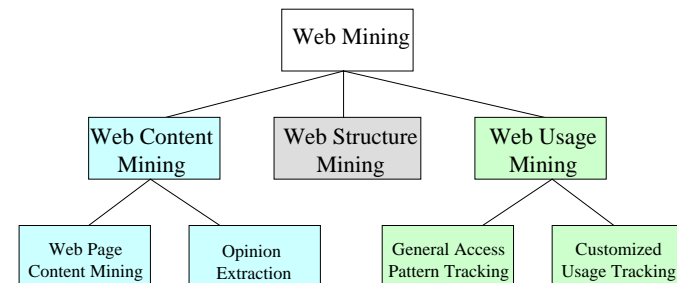 Web Mining
Web Content
Mining
Web Structure
Mining
Web Usage
Mining
Web Page
Content Mining
Opinion
Extraction
General Access
Pattern Tracking
Customized
Usage Tracking